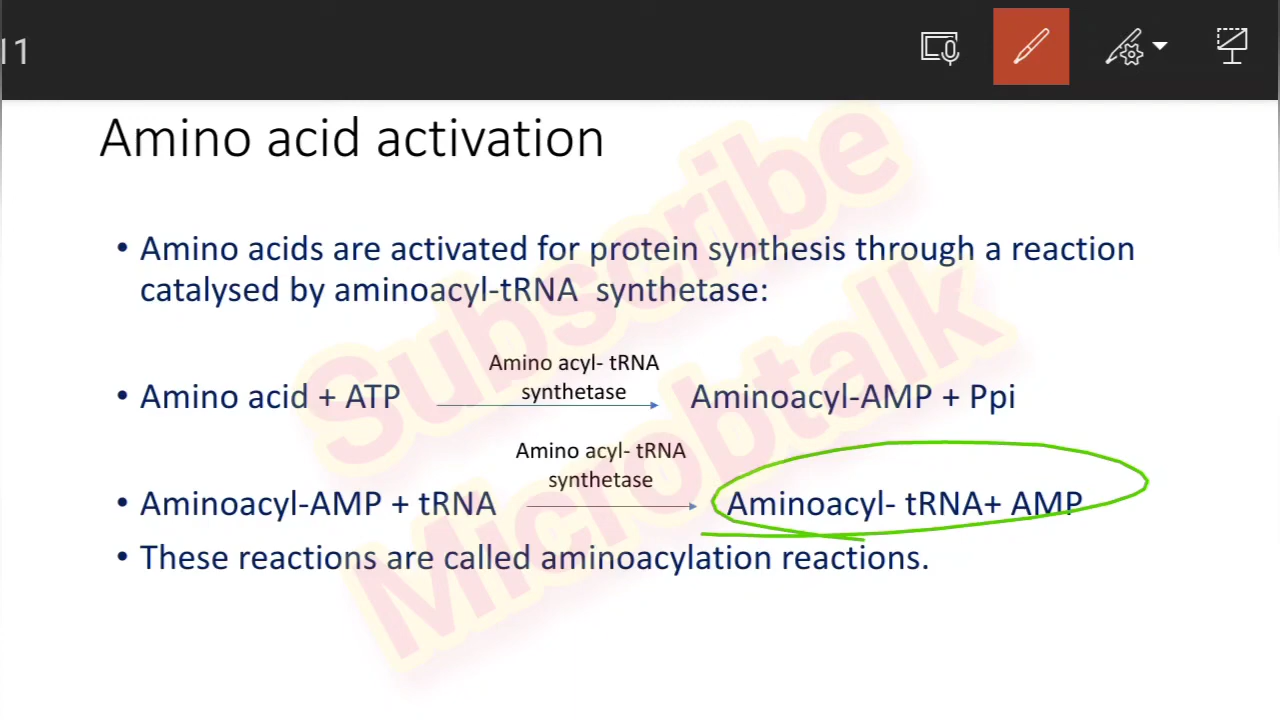 11
Amino acid activation
• Amino acids are activated for protein synthesis through a reaction
catalysed by aminoacyl-tRNA synthetase:
Amino acyl- tRNA
synthetase
• Amino acid + ATP Aminoacyl-AMP + Ppi
Amino acyl- tRNA
synthetase
• Aminoacyl-AMP + tRNA Aminoacyl- tRNA+ AMP
• These reactions are called aminoacylation reactions.
Subscribe
Microbtalk